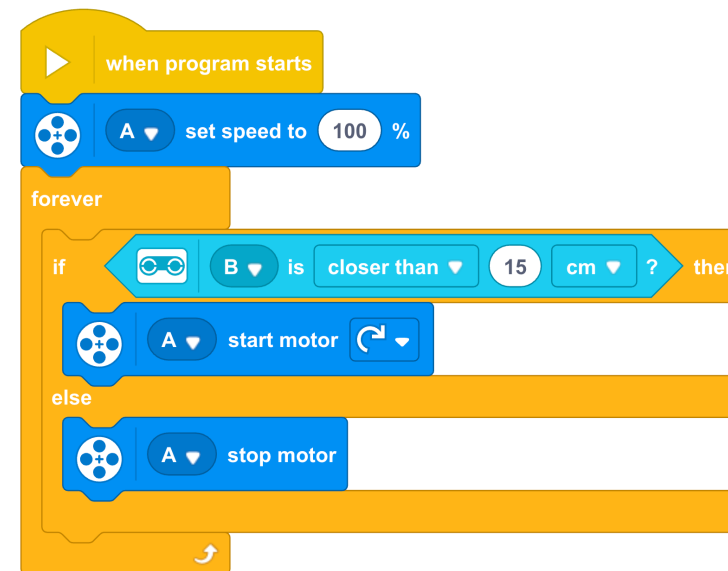 when program starts
A set speed to 100 %
forever
if B is closer than 15 cm ?
A start motor
else
A stop motor